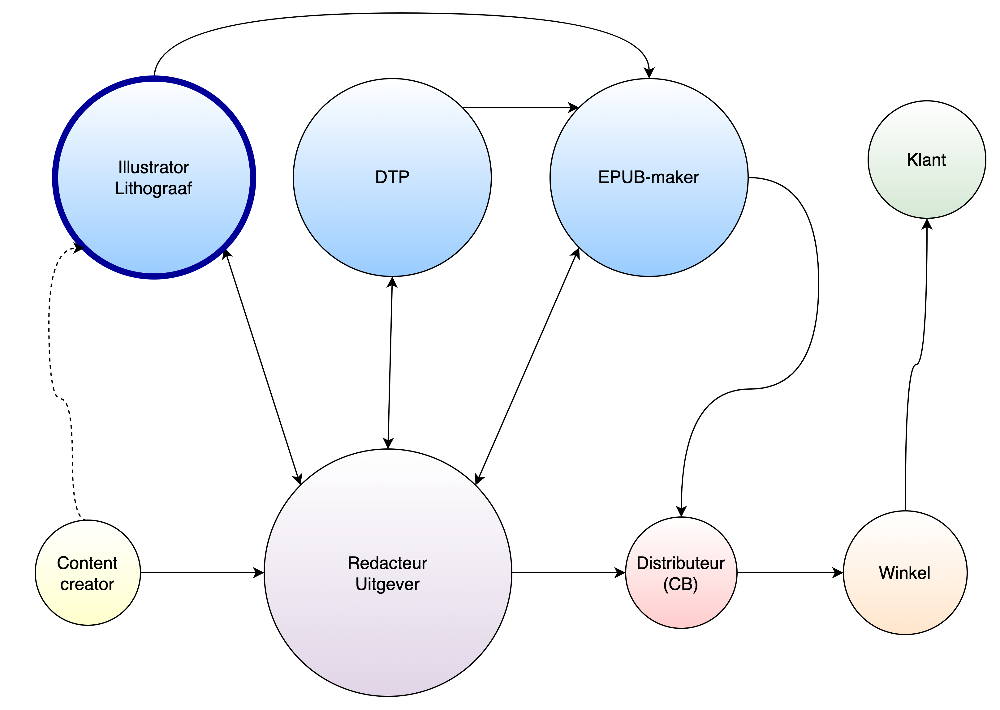 Illustrator
Lithograaf
DTP
EPUB-maker
Klant
Content
creator
Redacteur
Uitgever
Distributeur
(CB)
Winkel